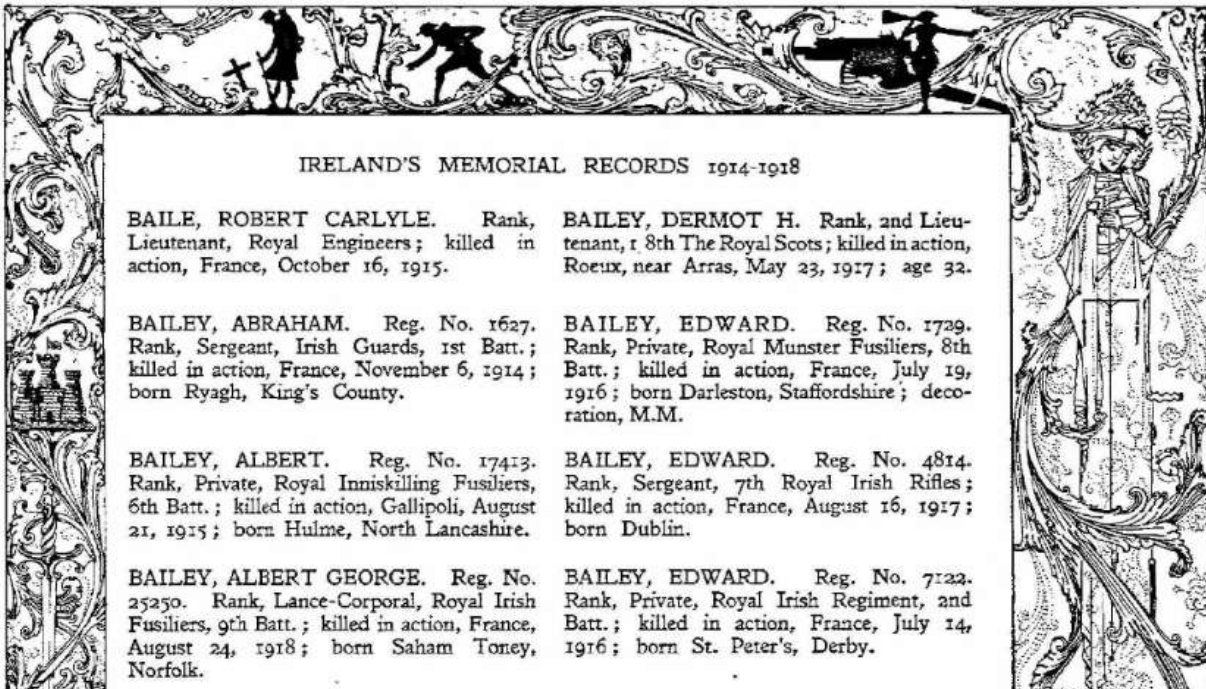 IRELAND'S MEMORIAL RECORDS 1914-1918
BAILE, ROBERT CARLYLE. Rank,
Lieutenant, Royal Engineers; killed in
action, France, October 16, 1915.
BAILEY, ABRAHAM. Reg. No. 1627.
Rank, Sergeant, Irish Guards, 1st Batt.;
killed in action, France, November 6, 1914;
born Ryagh, King's County.
BAILEY, ALBERT. Reg. No. 17413.
Rank, Private, Royal Inniskilling Fusiliers,
6th Batt.; killed in action, Gallipoli, August
21, 1915; born Hulme, North Lancashire.
BAILEY, ALBERT GEORGE. Reg. No.
25250. Rank, Lance-Corporal, Royal Irish
Fusiliers, 9th Batt.; killed in action, France,
August 24, 1918; born Saham Toney,
Norfolk.
BAILEY, DERMOT H. Rank, 2nd Lieu-
tenant, 1 8th The Royal Scots; killed in action,
Roeux, near Arras, May 23, 1917; age 32.
BAILEY, EDWARD. Reg. No. 1729.
Rank, Private, Royal Munster Fusiliers, 8th
Batt.; killed in action, France, July 19,
1916; born Darleston, Staffordshire; deco-
ration, M.M.
BAILEY, EDWARD. Reg. No. 4814.
Rank, Sergeant, 7th Royal Irish Rifles;
killed in action, France, August 16, 1917;
born Dublin.
BAILEY, EDWARD. Reg. No. 7122.
Rank, Private, Royal Irish Regiment, 2nd
Batt.; killed in action, France, July 14,
1916; born St. Peter's, Derby.